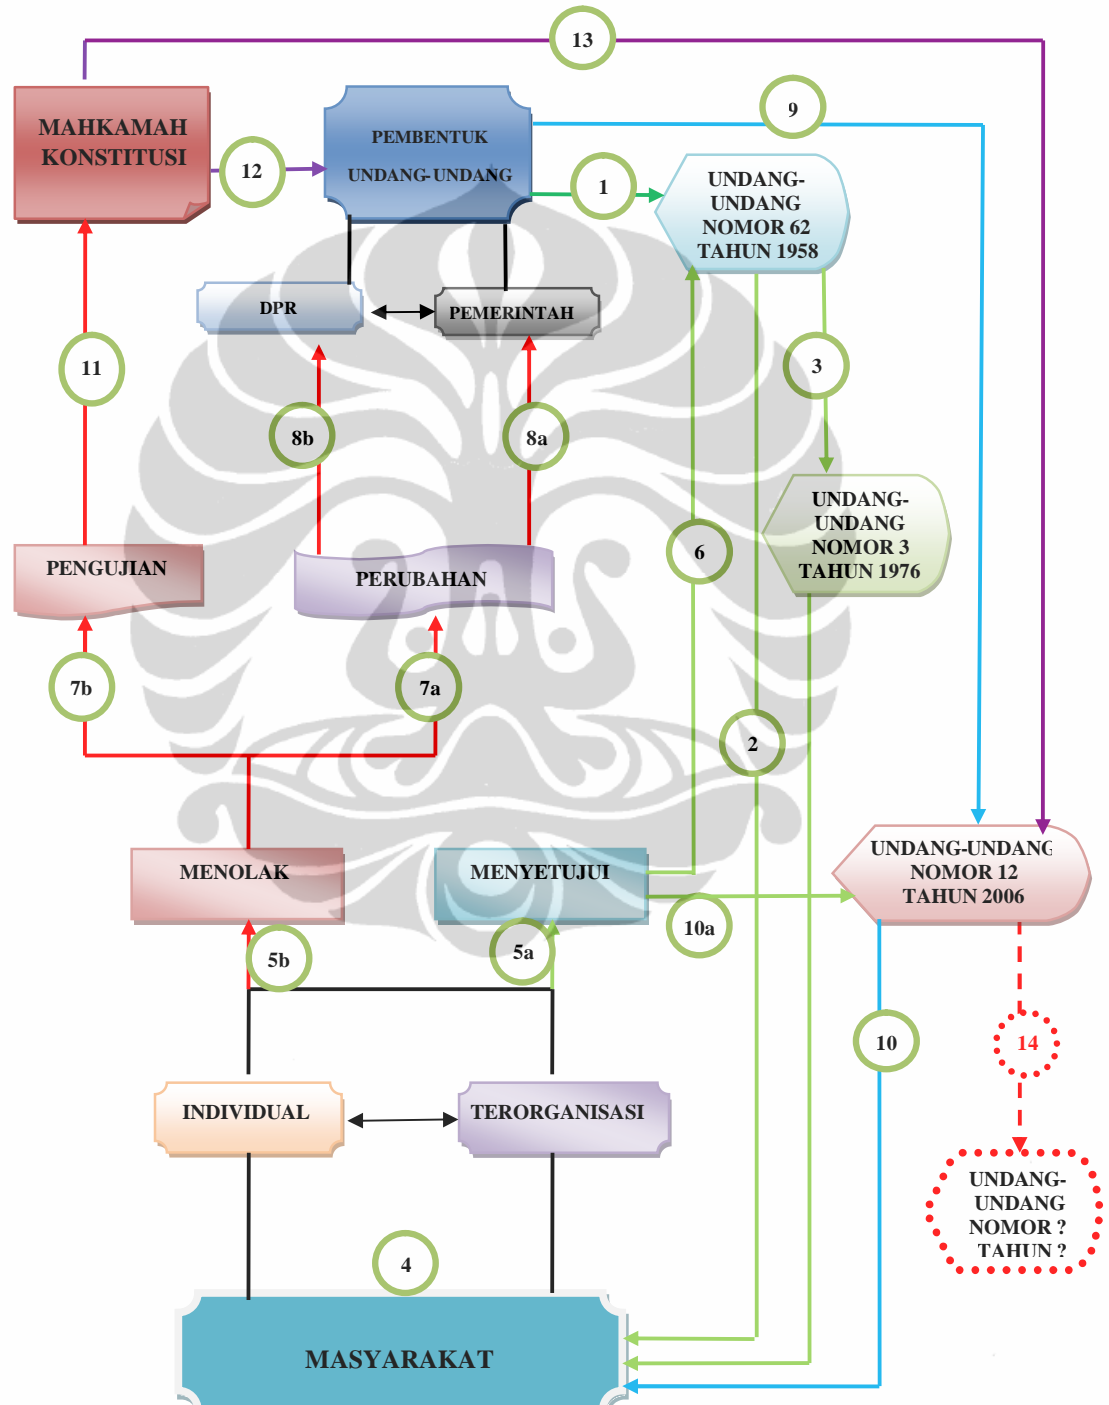 13
MAHKAMAH
KONSTITUSI
PEMBENTUK
UNDANG-UNDANG
9
12
1
UNDANG-
UNDANG
NOMOR 62
TAHUN 1958
DPR
PEMERINTAH
11
3
8b
8a
UNDANG-
UNDANG
NOMOR 3
TAHUN 1976
PENGUJIAN
PERUBAHAN
6
7b
7a
2
MENOLAK
MENYETUJUI
UNDANG-UNDANG
NOMOR 12
TAHUN 2006
10a
5b
5a
10
14
INDIVIDUAL
TERORGANISASI
UNDANG-
UNDANG
NOMOR ?
TAHUN ?
4
MASYARAKAT